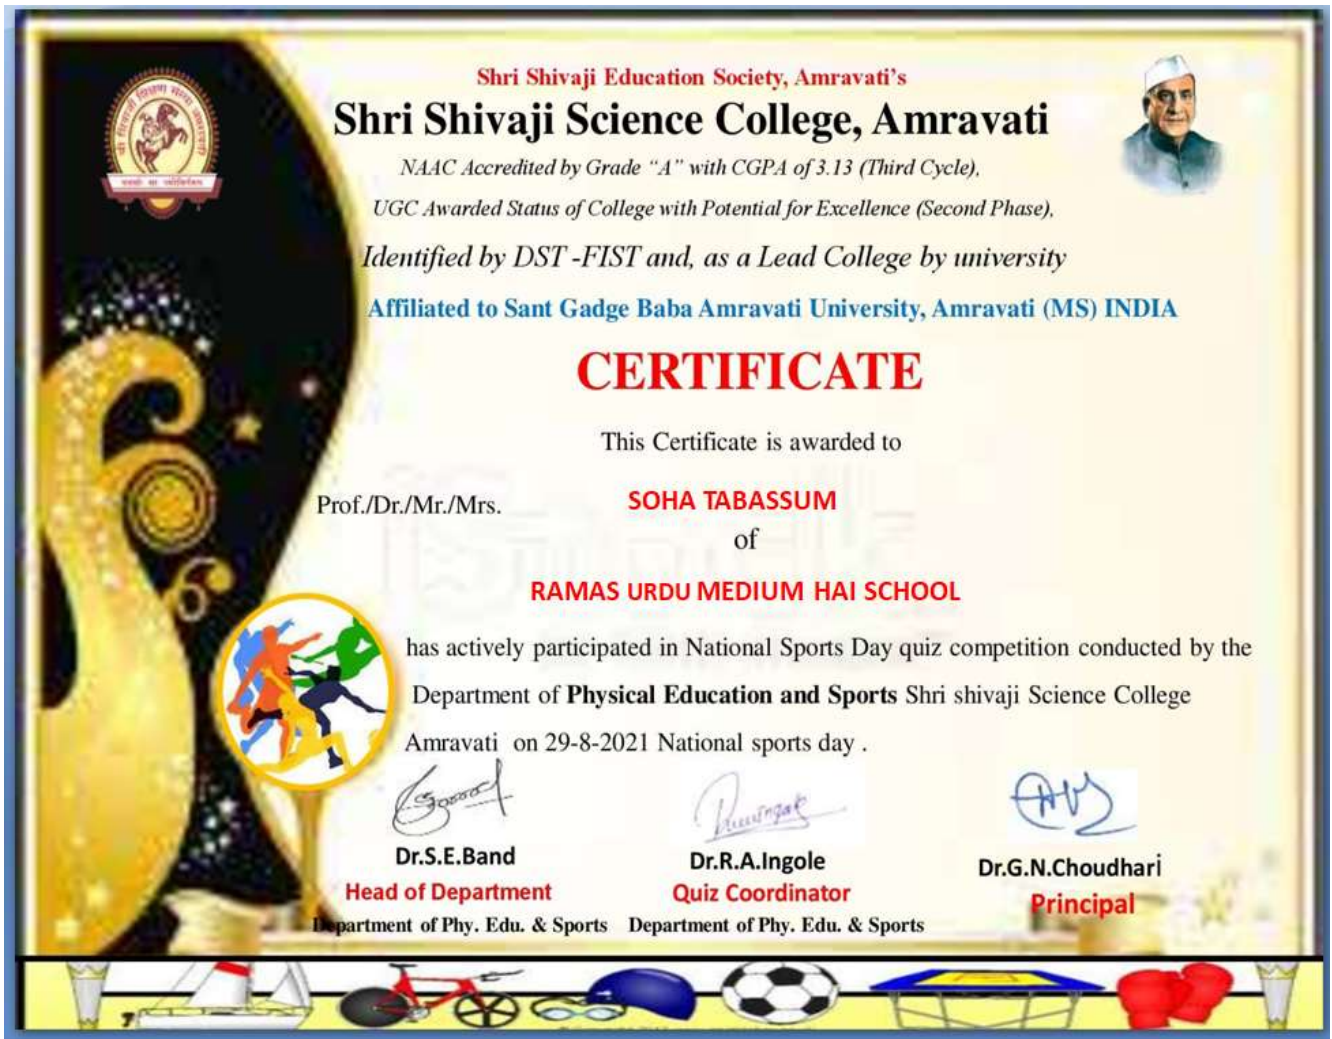 Shri Shivaji Education Society, Amravati's
Shri Shivaji Science College, Amravati
NAAC Accredited by Grade “A” with CGPA of 3.13 (Third Cycle),
UGC Awarded Status of College with Potential for Excellence (Second Phase),
Identified by DST -FIST and, as a Lead College by university
Affiliated to Sant Gadge Baba Amravati University, Amravati (MS) INDIA
CERTIFICATE
This Certificate is awarded to
Prof./Dr./Mr./Mrs. SOHA TABASSUM
of
RAMAS URDU MEDIUM HAI SCHOOL
has actively participated in National Sports Day quiz competition conducted by the
Department of Physical Education and Sports Shri shivaji Science College
Amravati on 29-8-2021 National sports day .
Dr.S.E.Band Dr.R.A.Ingole Dr.G.N.Choudhari
Head of Department Quiz Coordinator Principal
Department of Phy. Edu. & Sports Department of Phy. Edu. & Sports